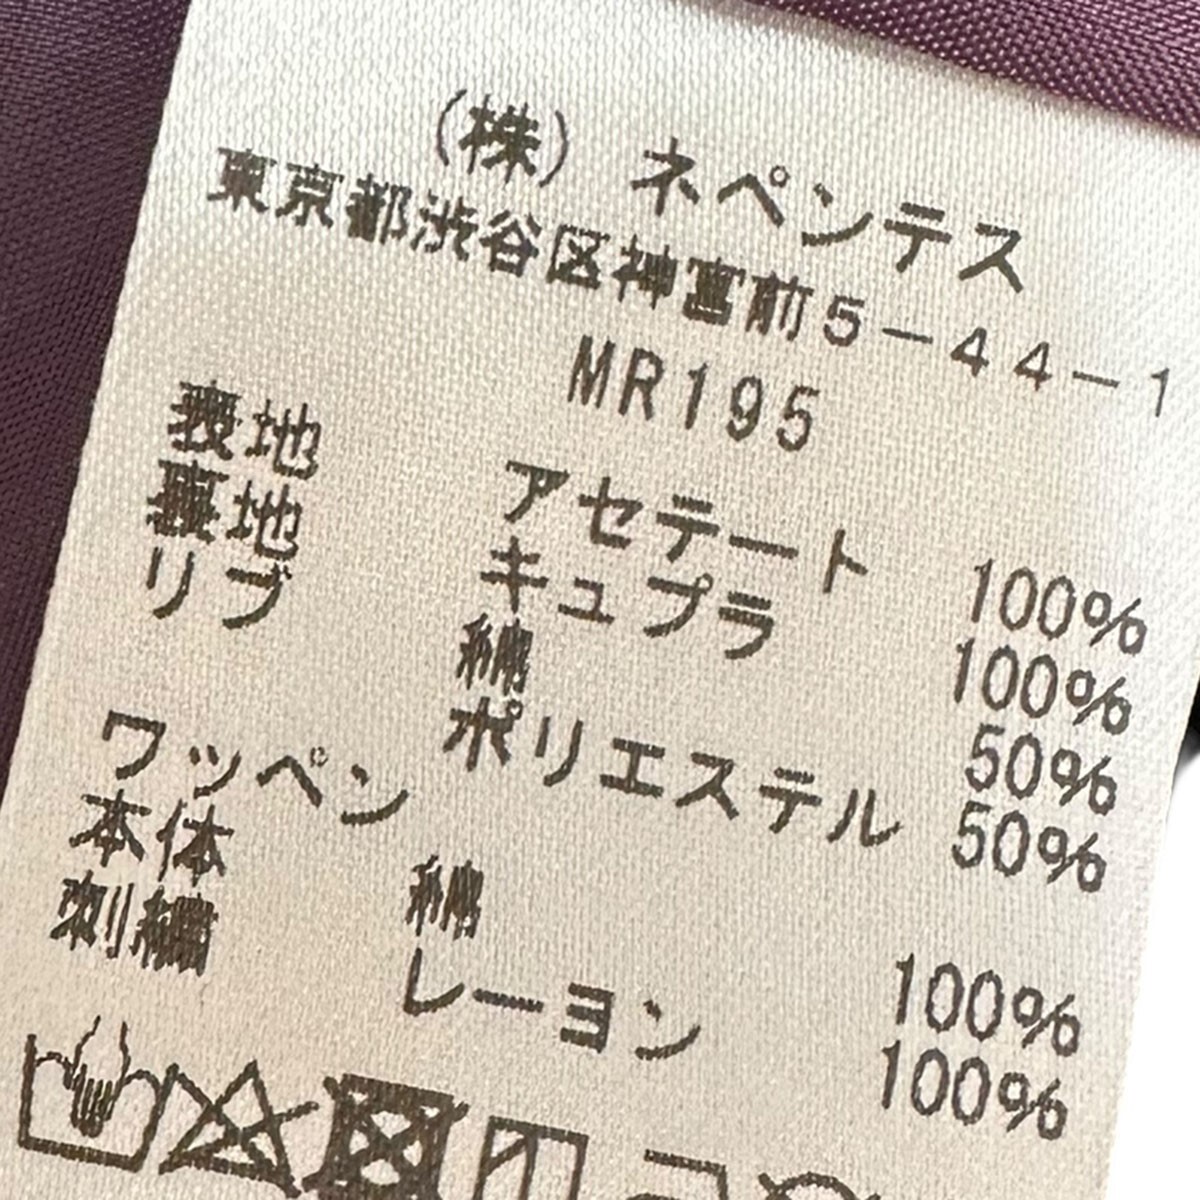 （株） ネペンテス
東京都渋谷区神宮前５－４４－１
MR195
表地 アセテート 100%
裏地 キュプラ 100%
リブ 綿 50%
ポリエステル 50%
ワッペン
本体 綿 100%
刺繍 レーヨン 100%